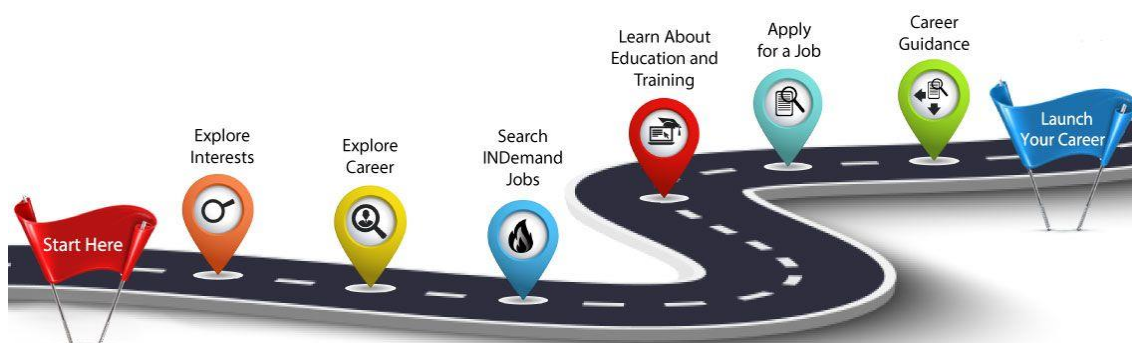 Start Here
Explore
Interests
Explore
Career
Search
INDemand
Jobs
Learn About
Education and
Training
Apply
for a Job
Career
Guidance
Launch
Your Career